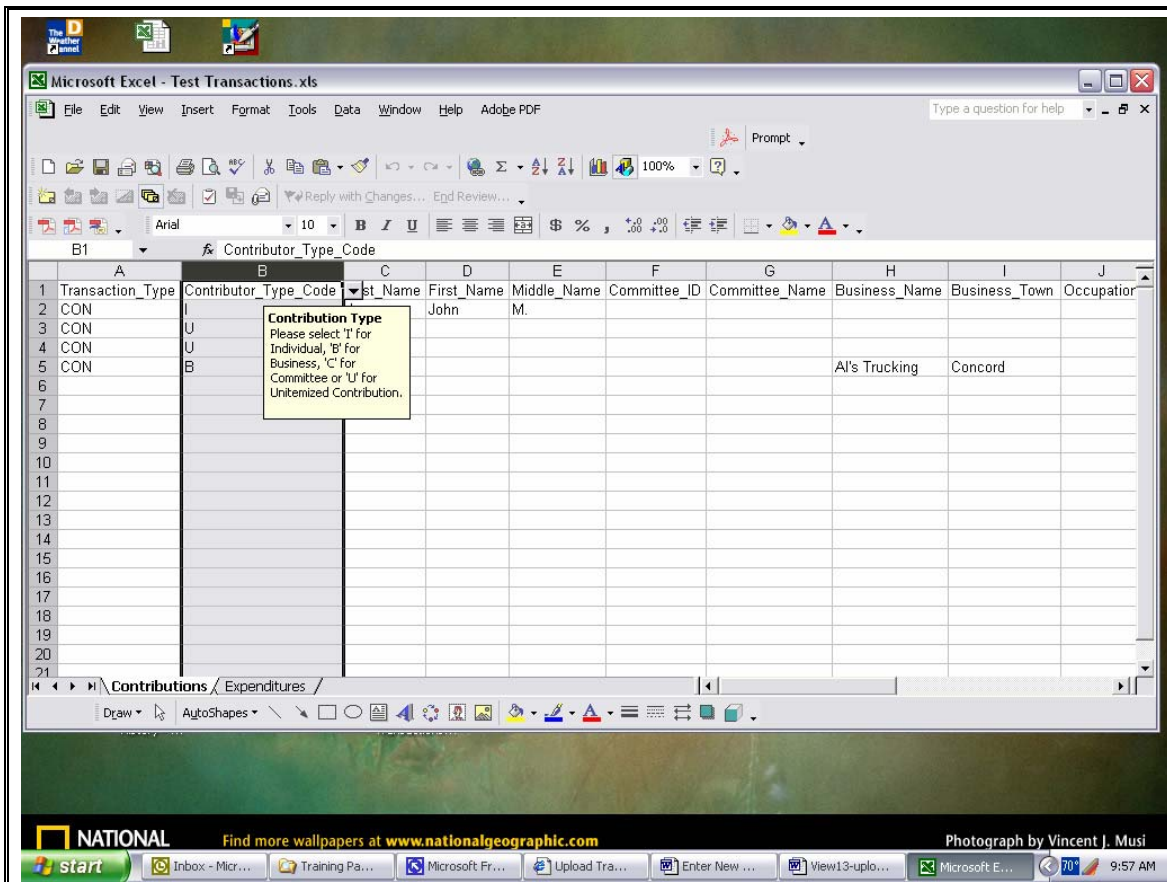 The Weather Channel
Microsoft Excel - Test Transactions.xls
File Edit View Insert Format Tools Data Window Help Adobe PDF
Type a question for help
Prompt
100%
Reply with Changes... End Review...
Arial 10 B I U $ % ,
B1 fx Contributor_Type_Code
A B C D E F G H I J
1 Transaction_Type Contributor_Type_Code st_Name First_Name Middle_Name Committee_ID Committee_Name Business_Name Business_Town Occupation
2 CON I John M.
3 CON U
4 CON U
5 CON B Al's Trucking Concord
Contribution Type
Please select 'I' for
Individual, 'B' for
Business, 'C' for
Committee or 'U' for
Unitemized Contribution.
6
7
8
9
10
11
12
13
14
15
16
17
18
19
20
21
Contributions Expenditures
Draw AutoShapes
NATIONAL Find more wallpapers at www.nationalgeographic.com Photograph by Vincent J. Musi
start Inbox - Micr... Training Pa... Microsoft Fr... Upload Tra... Enter New ... View13-uplo... Microsoft E... 70° 9:57 AM